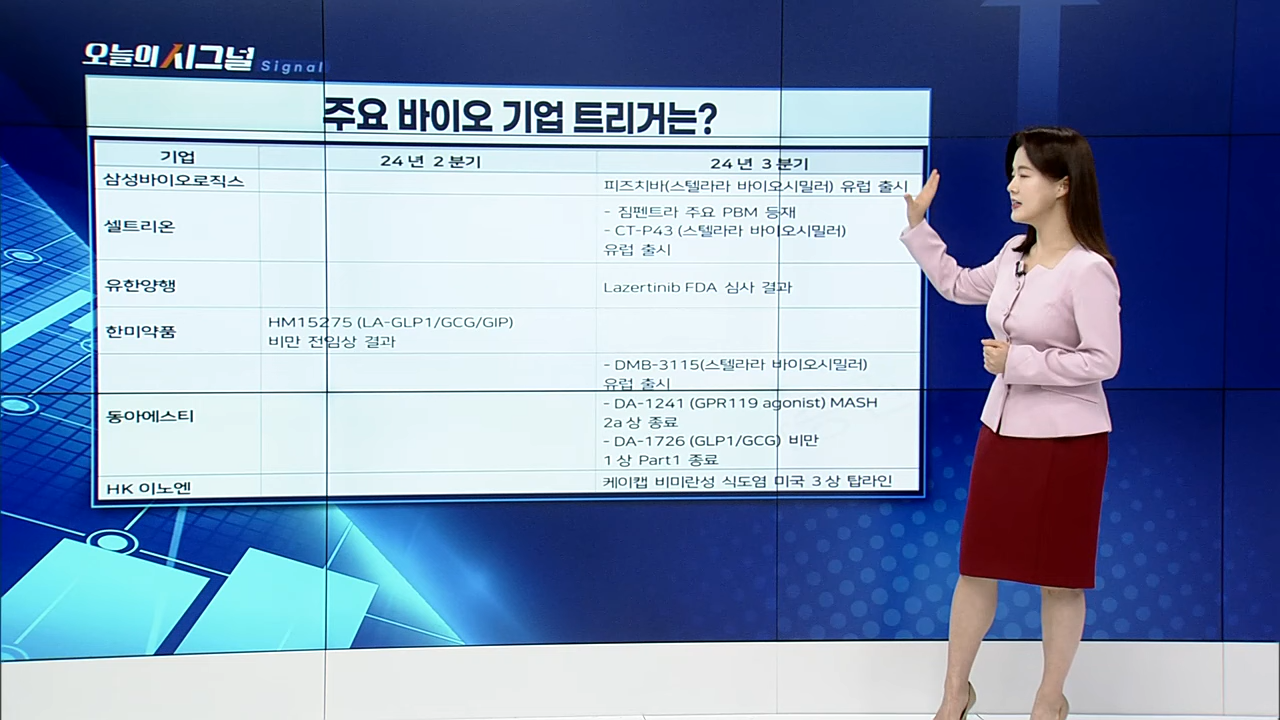 오늘의 시그널 Signal
주요 바이오 기업 트리거는?
기업 24년 2분기 24년 3분기
삼성바이오로직스 피즈치바(스텔라라 바이오시밀러) 유럽 출시
셀트리온
- 짐펜트라 주요 PBM 등재
- CT-P43 (스텔라라 바이오시밀러)
유럽 출시
유한양행 Lazertinib FDA 심사 결과
한미약품
HM15275 (LA-GLP1/GCG/GIP)
비만 전임상 결과
- DMB-3115(스텔라라 바이오시밀러)
유럽 출시
동아에스티
- DA-1241 (GPR119 agonist) MASH
2a상 종료
- DA-1726 (GLP1/GCG) 비만
1상 Part1 종료
HK 이노엔 케이캡 비미란성 식도염 미국 3상 탑라인